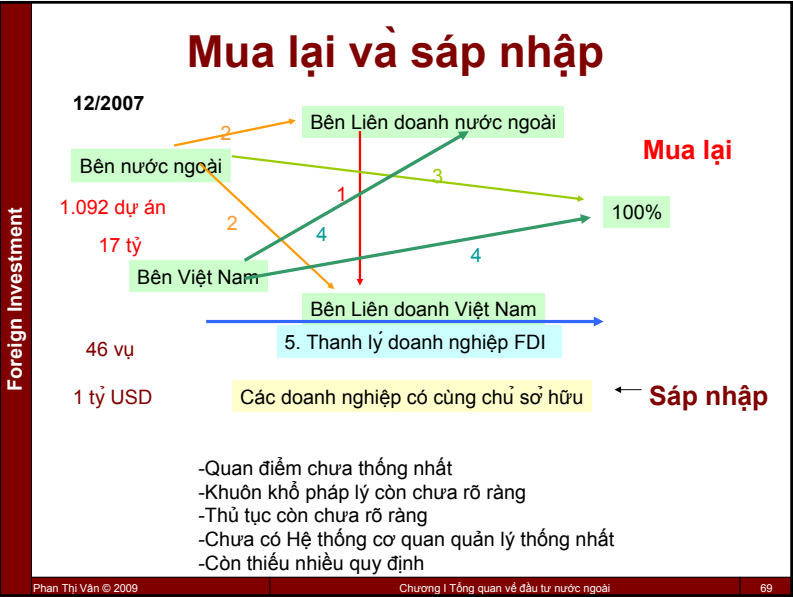 Mua lại và sáp nhập
12/2007
2
Bên Liên doanh nước ngoài
Mua lại
Bên nước ngoài
3
1
1.092 dự án
100%
2
4
17 tỷ
4
Bên Việt Nam
Bên Liên doanh Việt Nam
5. Thanh lý doanh nghiệp FDI
46 vụ
1 tỷ USD
Các doanh nghiệp có cùng chủ sở hữu
Sáp nhập
-Quan điểm chưa thống nhất
-Khuôn khổ pháp lý còn chưa rõ ràng
-Thủ tục còn chưa rõ ràng
-Chưa có Hệ thống cơ quan quản lý thống nhất
-Còn thiếu nhiều quy định
Foreign Investment
Phan Thị Vân © 2009
Chương I Tổng quan về đầu tư nước ngoài
69